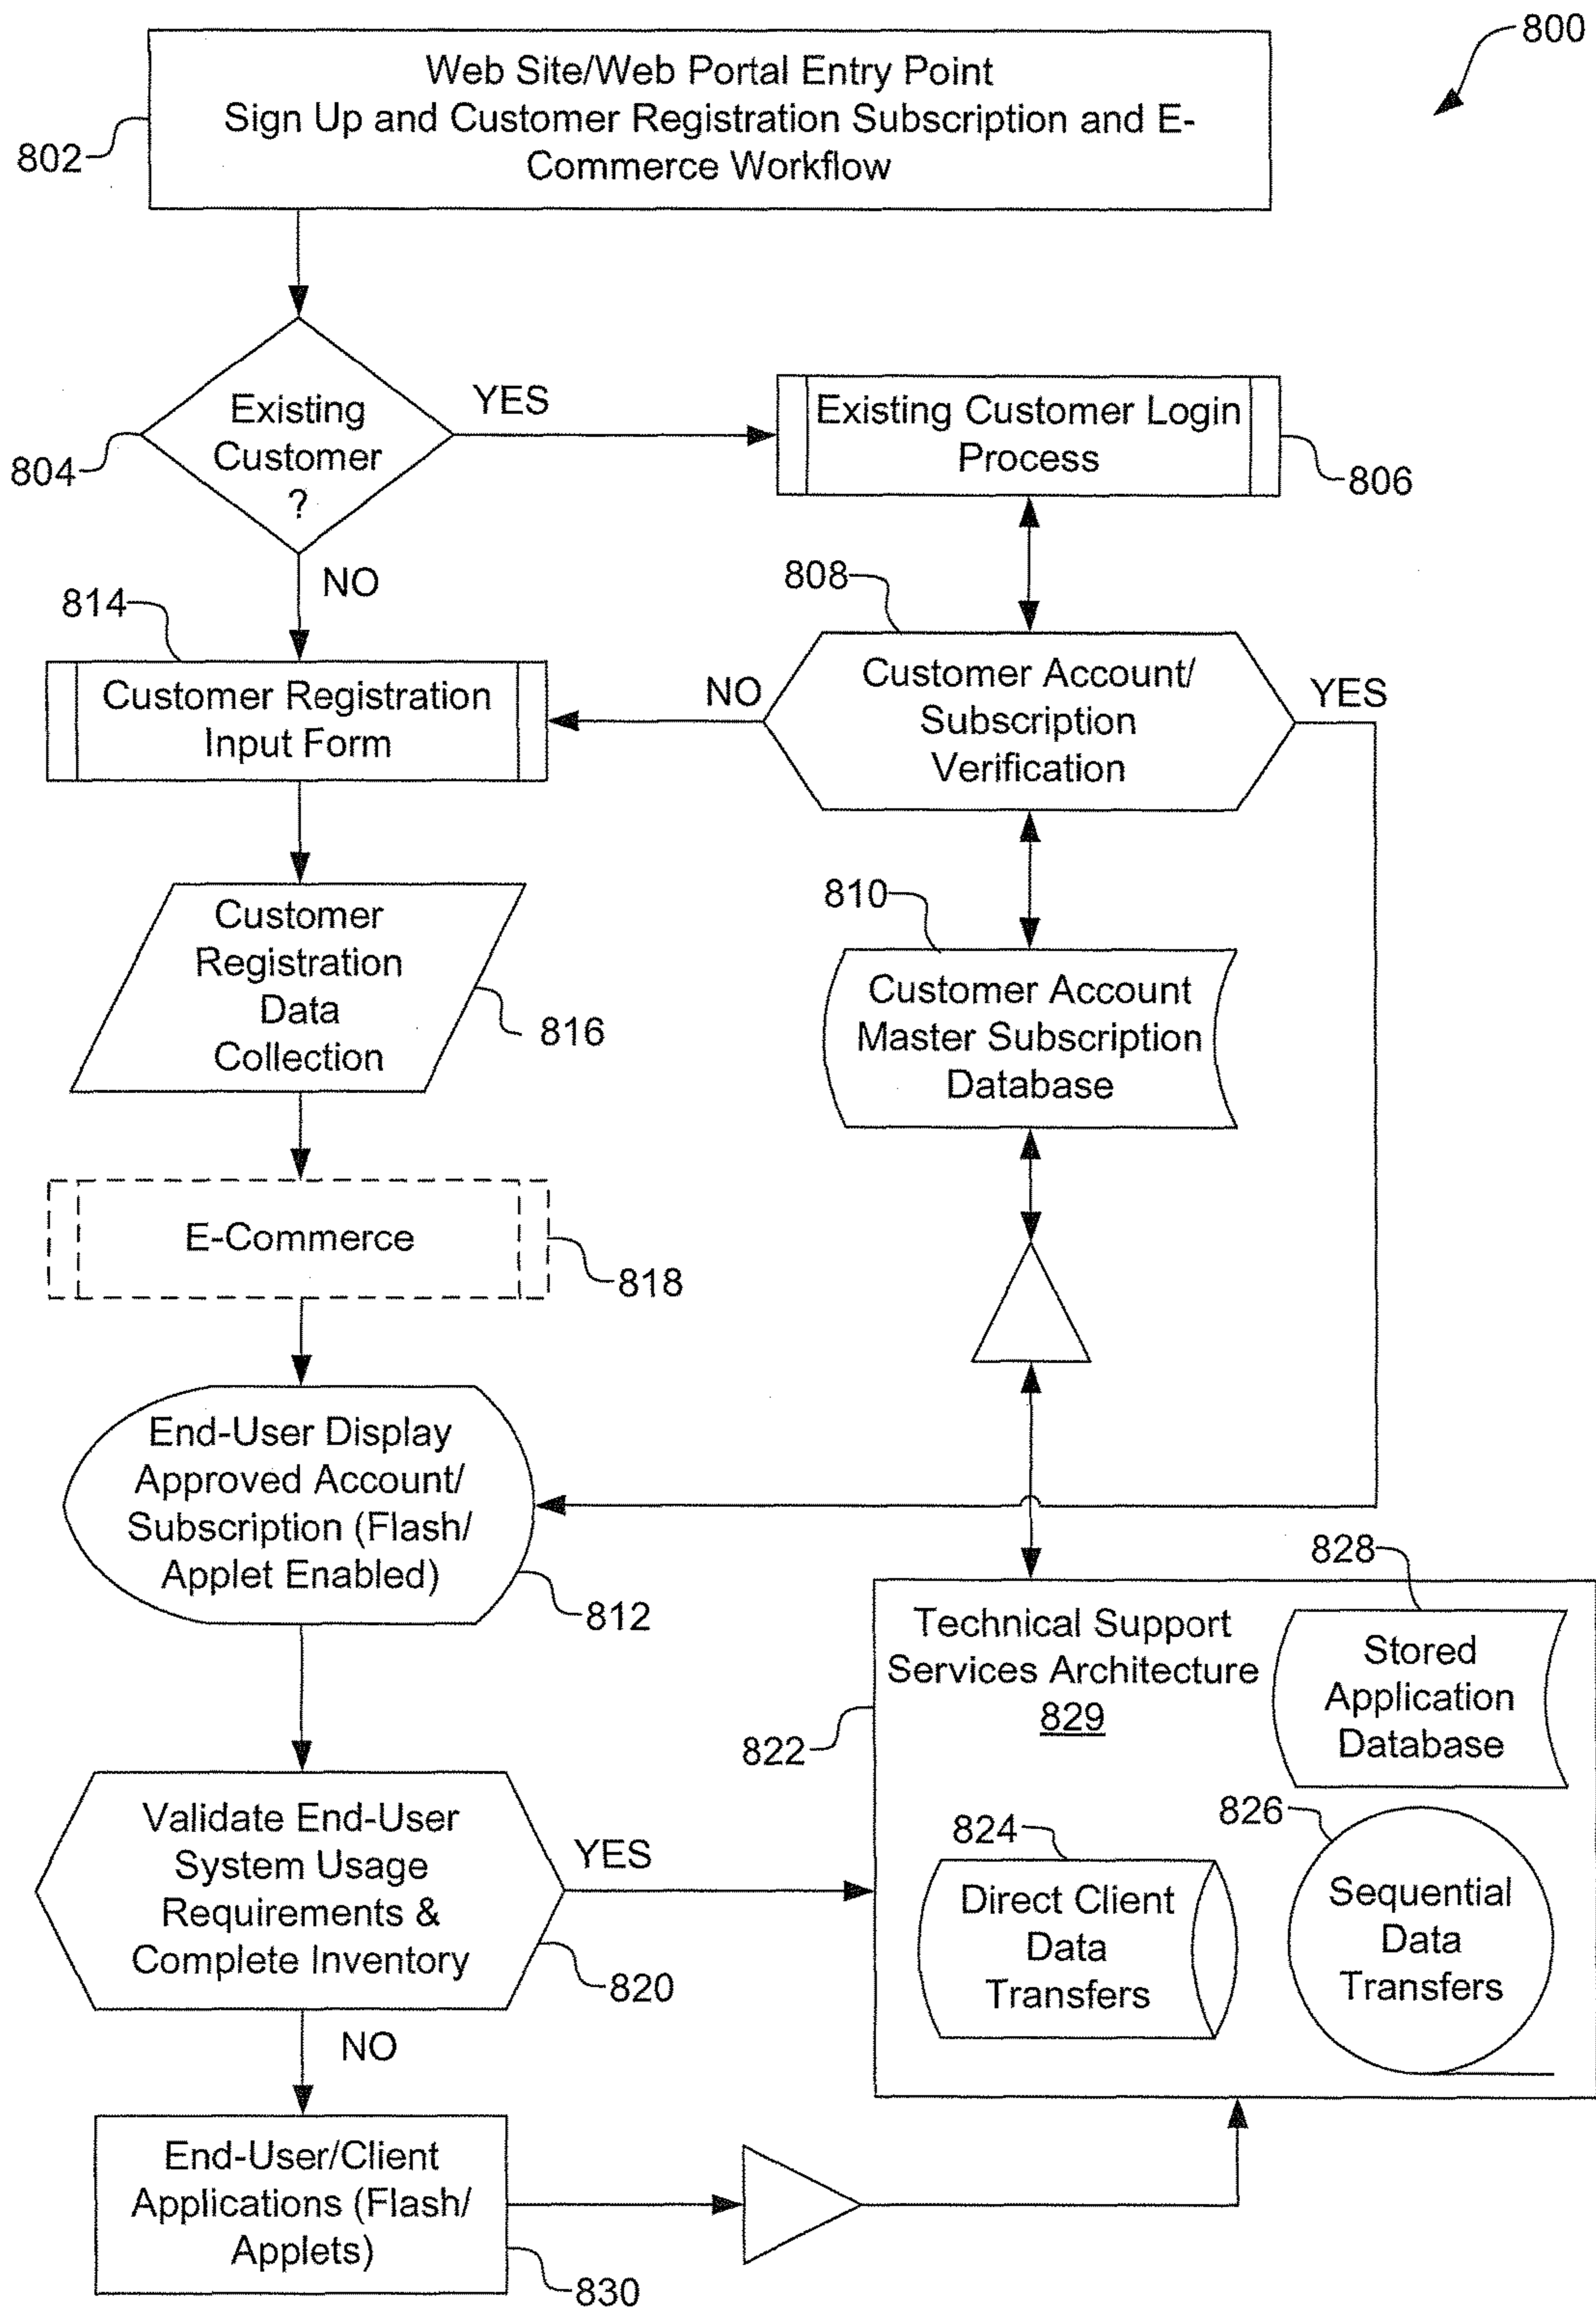 800
Web Site/Web Portal Entry Point
Sign Up and Customer Registration Subscription and E-
Commerce Workflow
802
Existing
Customer
?
804
YES
Existing Customer Login
Process
806
NO
808
814
Customer Registration
Input Form
NO
Customer Account/
Subscription
Verification
YES
810
Customer
Registration
Data
Collection
816
Customer Account
Master Subscription
Database
E-Commerce
818
End-User Display
Approved Account/
Subscription (Flash/
Applet Enabled)
812
828
Technical Support
Services Architecture
829
822
Stored
Application
Database
Validate End-User
System Usage
Requirements &
Complete Inventory
820
YES
824
Direct Client
Data
Transfers
826
Sequential
Data
Transfers
NO
End-User/Client
Applications (Flash/
Applets)
830